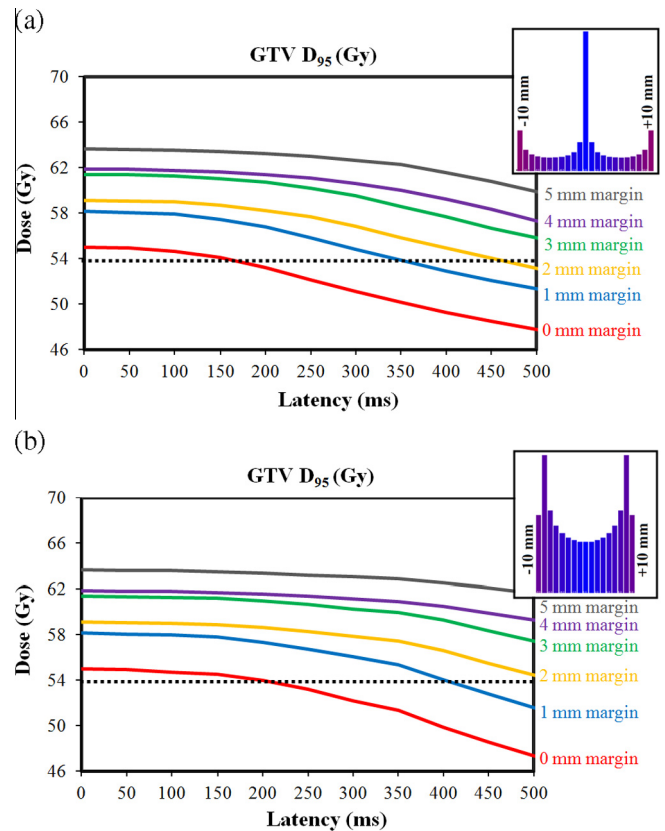 (a)
GTV D95 (Gy)
-10 mm
+10 mm
Dose (Gy)
70
66
62
58
54
50
46
5 mm margin
4 mm margin
3 mm margin
2 mm margin
1 mm margin
0 mm margin
0 50 100 150 200 250 300 350 400 450 500
Latency (ms)
(b)
GTV D95 (Gy)
-10 mm
+10 mm
Dose (Gy)
70
66
62
58
54
50
46
5 mm margin
4 mm margin
3 mm margin
2 mm margin
1 mm margin
0 mm margin
0 50 100 150 200 250 300 350 400 450 500
Latency (ms)